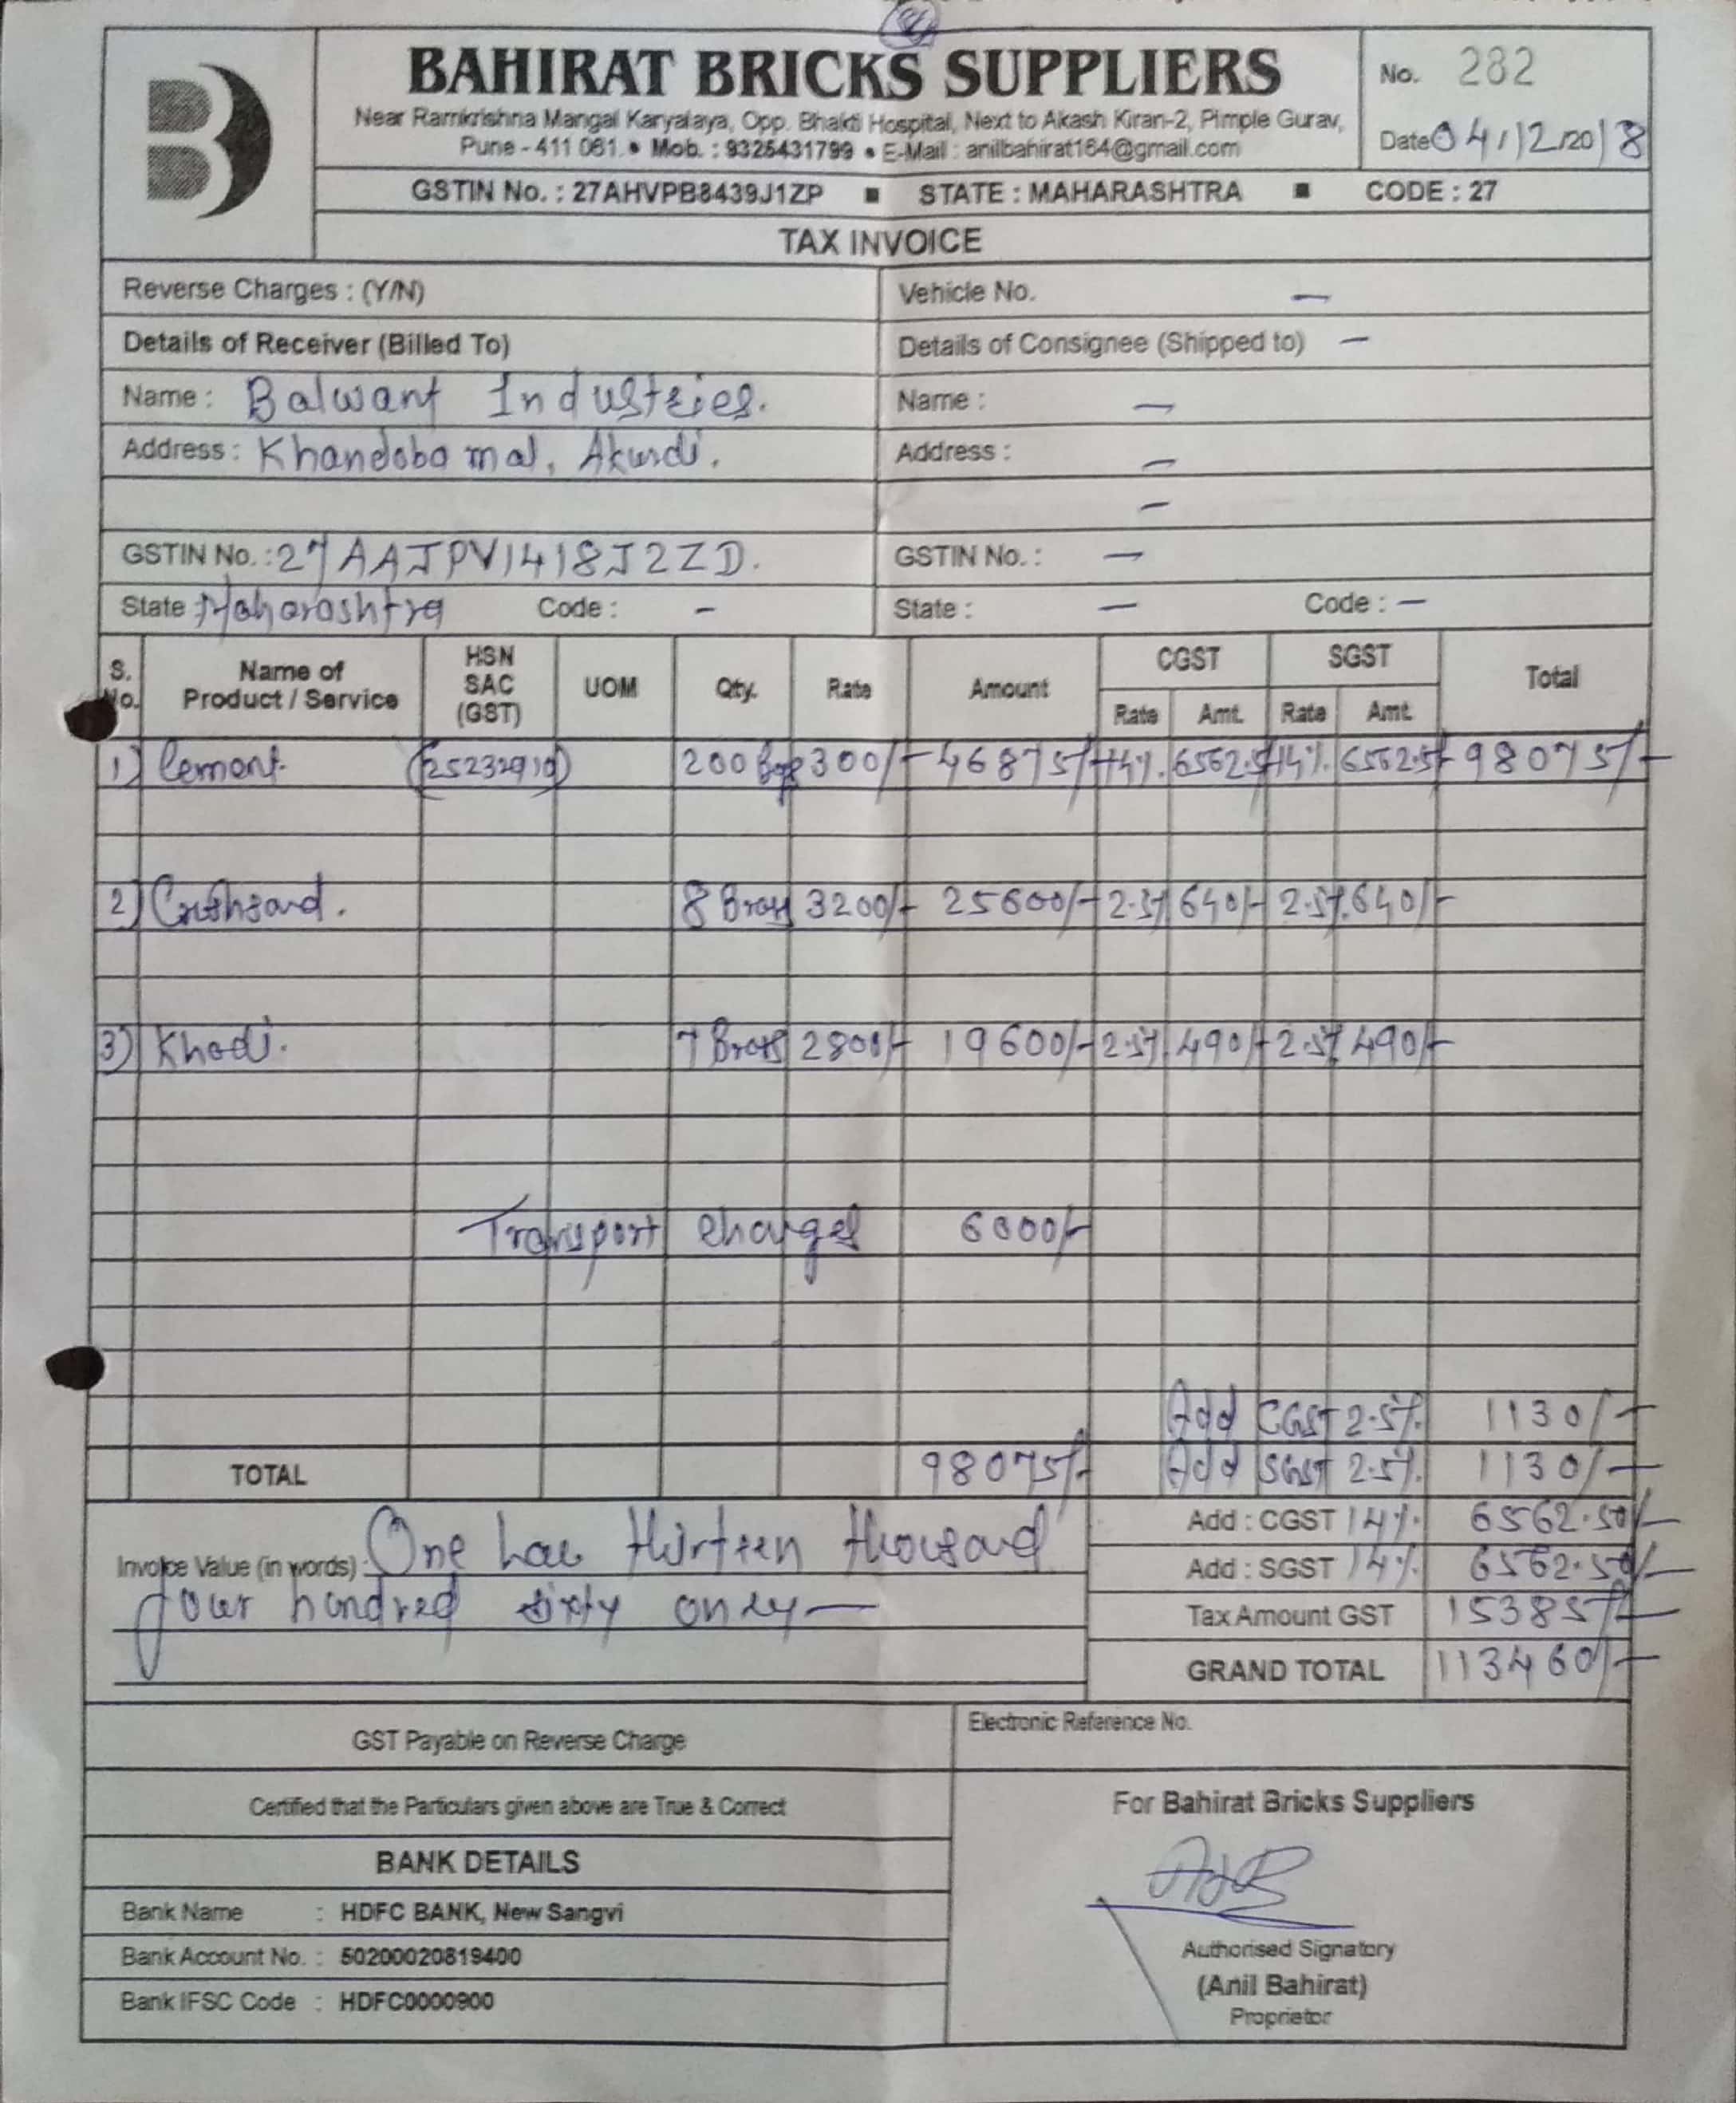 BAHIRAT BRICKS SUPPLIERS
Near Ramkrishna Mangal Karyalaya, Opp. Bhakti Hospital, Next to Akash Kiran-2, Pimple Gurav,
Pune - 411 061. • Mob. : 9325431799 • E-Mail : anilbahirat164@gmail.com
No. 282
Date 04/12/2018
GSTIN No. : 27AHVPB8439J1ZP ■ STATE : MAHARASHTRA ■ CODE : 27
TAX INVOICE
Reverse Charges : (Y/N) Vehicle No. —
Details of Receiver (Billed To) Details of Consignee (Shipped to) —
Name : Balwant Industries. Name : —
Address : Khandoba mal, Akurdi. Address : —
—
GSTIN No. : 27AAJPV1418J2ZD. GSTIN No. : —
State : Maharashtra Code : - State : — Code : —
S. No. Name of Product / Service HSN SAC (GST) UOM Qty. Rate Amount CGST Rate Amt. SGST Rate Amt. Total
1) Cement. (25232910) 200 Bgs 300/- 46875/- 14%. 6562.5/- 14%. 6562.5/- 98075/-
2) Crushsand. 8 Brass 3200/- 25600/- 2.5% 640/- 2.5%. 640/-
3) Khadi. 7 Brass 2800/- 19600/- 2.5%. 490/- 2.5% 490/-
Transport charges 6000/-
Add CGST 2.5%. 1130/-
TOTAL 98075/- Add SGST 2.5%. 1130/-
Add : CGST 14%. 6562.50/-
Add : SGST 14%. 6562.50/-
Tax Amount GST 15385/-
GRAND TOTAL 113460/-
Invoice Value (in words) : One Lac thirteen thousand
four hundred sixty only —
GST Payable on Reverse Charge Electronic Reference No.
Certified that the Particulars given above are True & Correct
BANK DETAILS
Bank Name : HDFC BANK, New Sangvi
Bank Account No. : 50200020819400
Bank IFSC Code : HDFC0000900
For Bahirat Bricks Suppliers
Authorised Signatory
(Anil Bahirat)
Proprietor